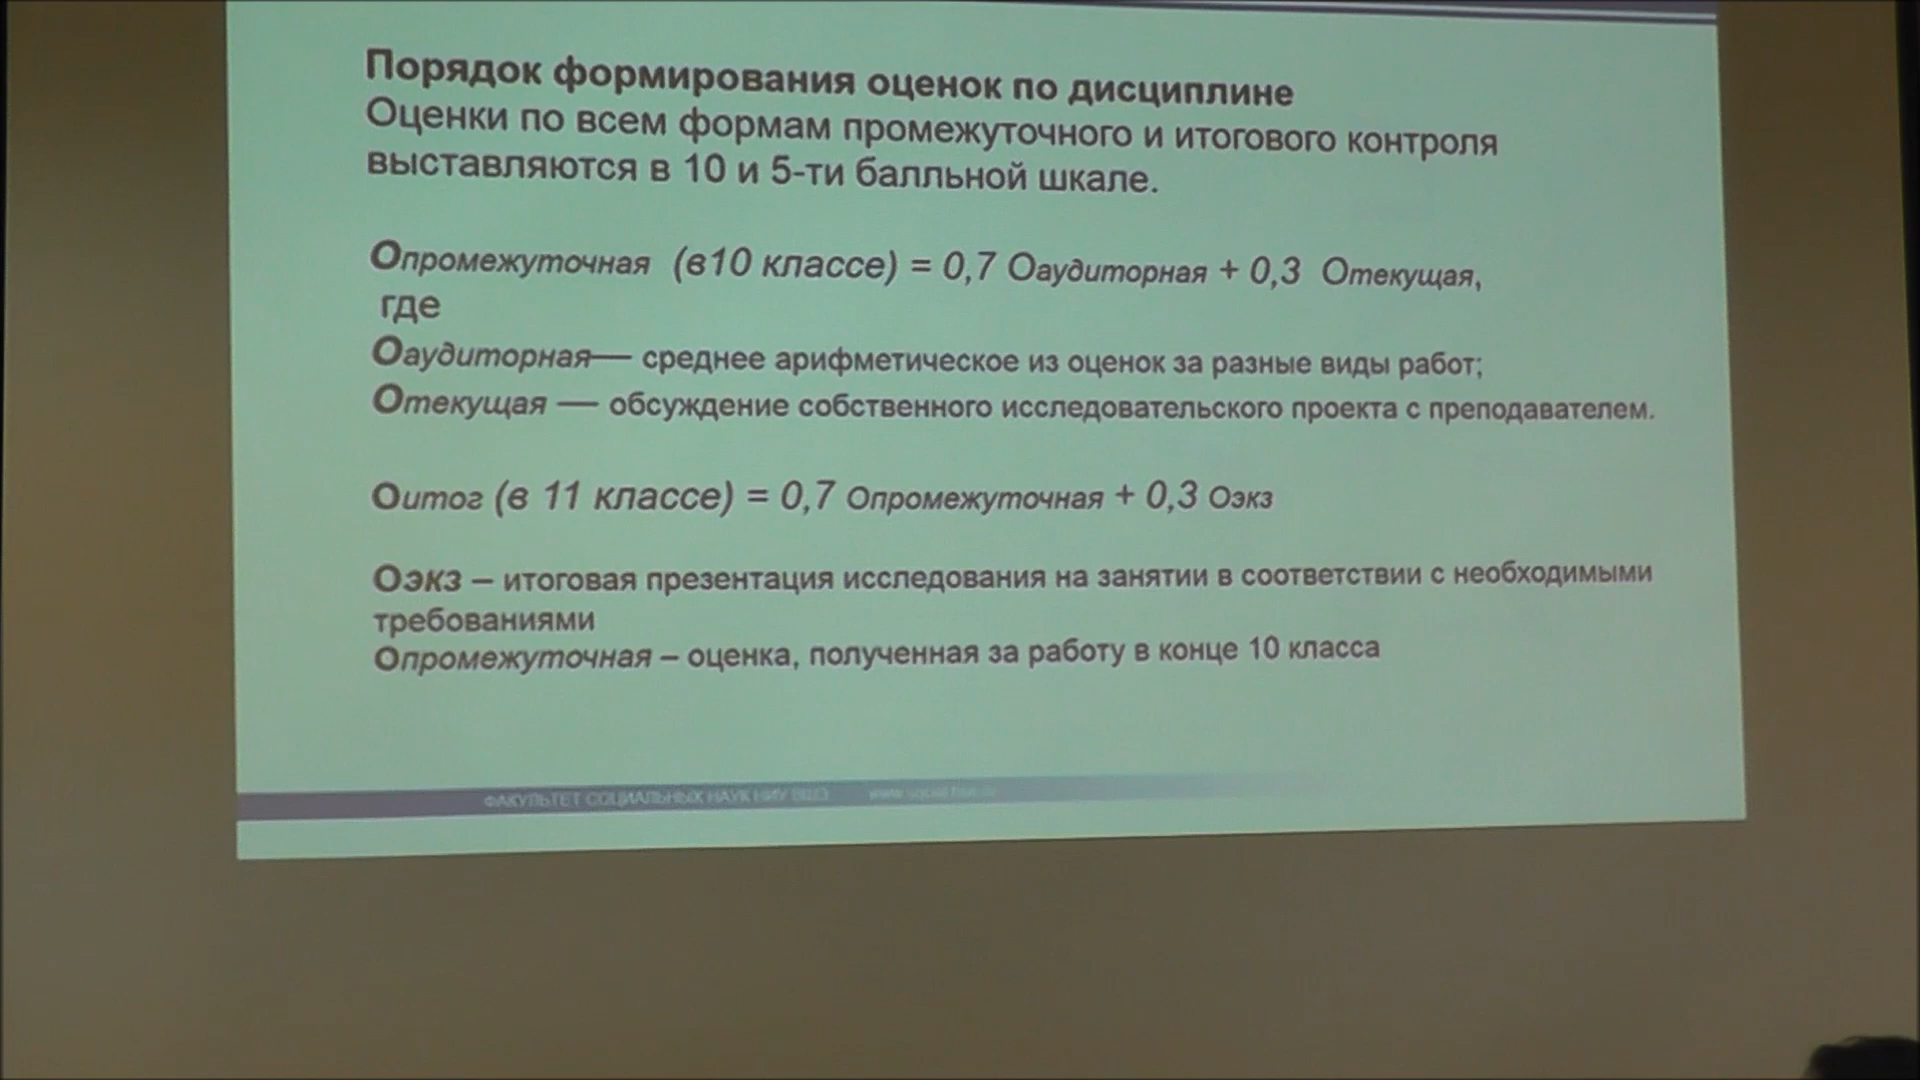 Порядок формирования оценок по дисциплине
Оценки по всем формам промежуточного и итогового контроля
выставляются в 10 и 5-ти балльной шкале.
Опромежуточная (в10 классе) = 0,7 Оаудиторная + 0,3 Отекущая,
где
Оаудиторная— среднее арифметическое из оценок за разные виды работ;
Отекущая — обсуждение собственного исследовательского проекта с преподавателем.
Оитог (в 11 классе) = 0,7 Опромежуточная + 0,3 Оэкз
Оэкз – итоговая презентация исследования на занятии в соответствии с необходимыми
требованиями
Опромежуточная – оценка, полученная за работу в конце 10 класса
ФАКУЛЬТЕТ СОЦИАЛЬНЫХ НАУК НИУ ВШЭ